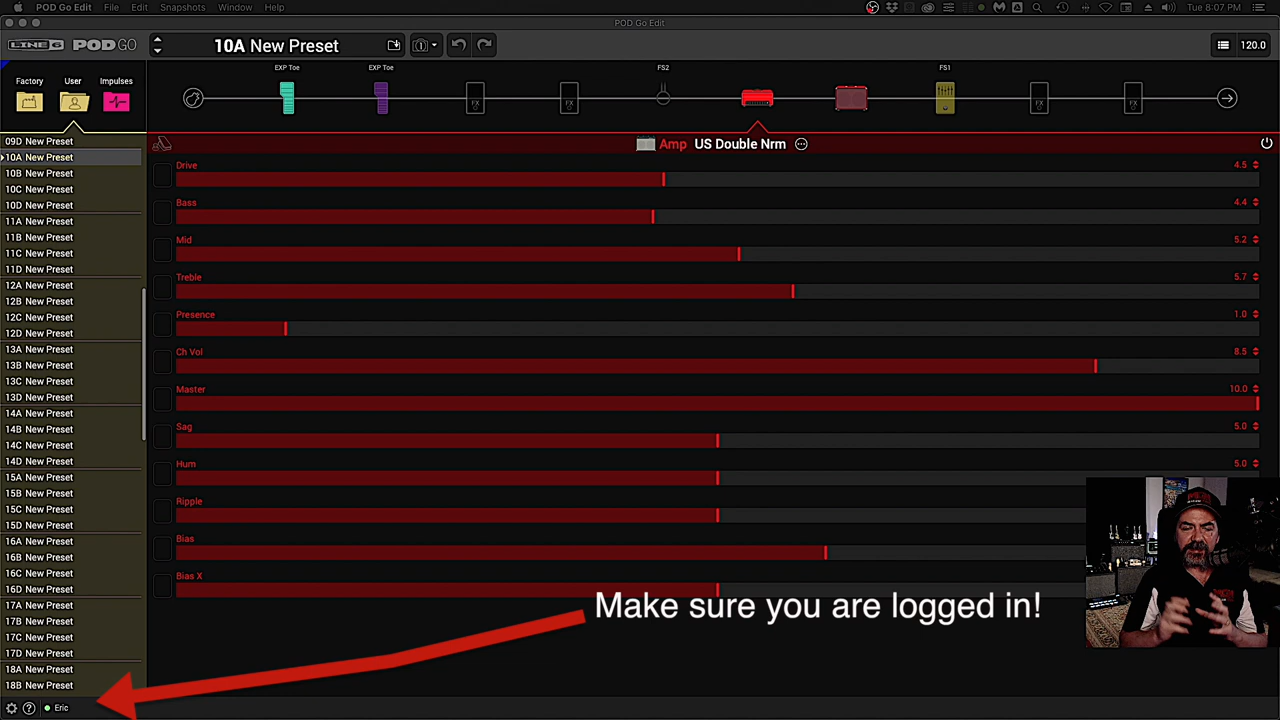 POD Go Edit File Edit Snapshots Window Help
Tue 5 8:07 PM
POD Go Edit
LINE 6 POD GO
10A New Preset
120.0
EXP Toe EXP Toe FS2 FS1
Factory User Impulses
FX FX FX FX
09D New Preset
10A New Preset
10B New Preset
10C New Preset
10D New Preset
11A New Preset
11B New Preset
11C New Preset
11D New Preset
12A New Preset
12B New Preset
12C New Preset
12D New Preset
13A New Preset
13B New Preset
13C New Preset
13D New Preset
14A New Preset
14B New Preset
14C New Preset
14D New Preset
15A New Preset
15B New Preset
15C New Preset
15D New Preset
16A New Preset
16B New Preset
16C New Preset
16D New Preset
17A New Preset
17B New Preset
17C New Preset
17D New Preset
18A New Preset
18B New Preset
Amp US Double Nrm
Drive 4.5
Bass 4.4
Mid 5.2
Treble 5.7
Presence 1.0
Ch Vol 8.5
Master 10.0
Sag 5.0
Hum 5.0
Ripple
Bias
Bias X
Make sure you are logged in!
Eric